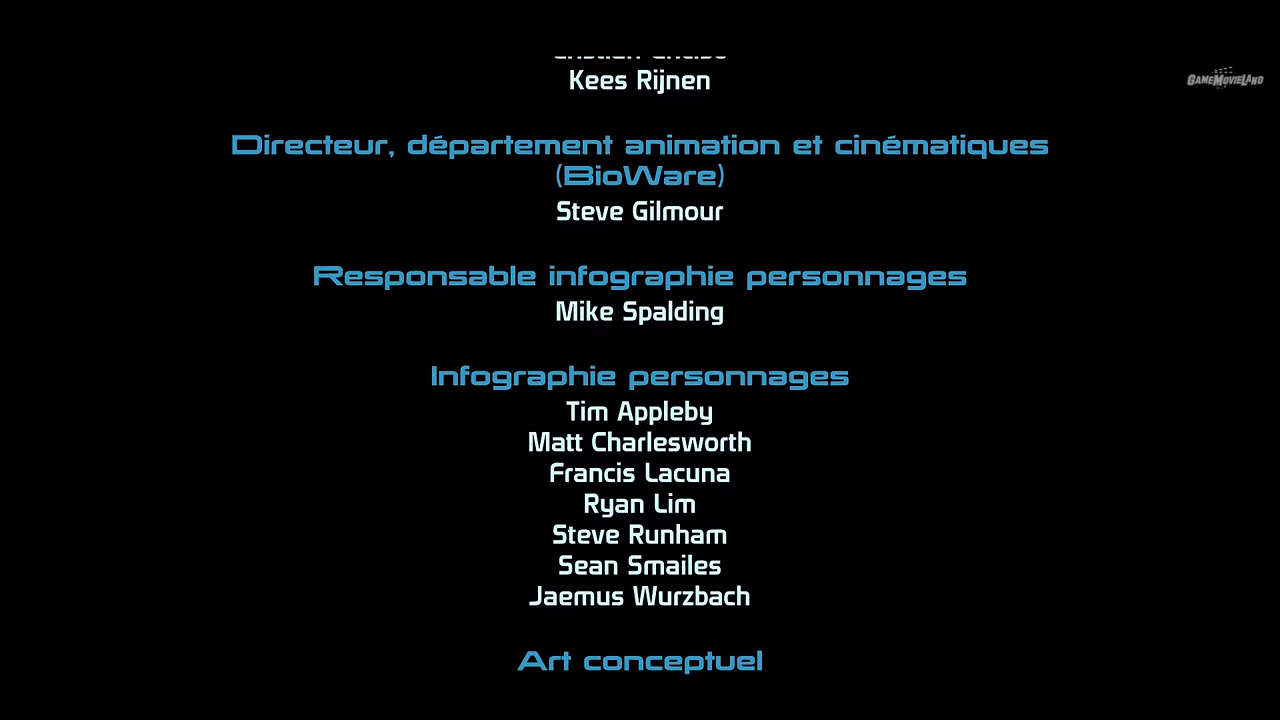 Kees Rijnen
GameMovieLand
Directeur, département animation et cinématiques
(BioWare)
Steve Gilmour
Responsable infographie personnages
Mike Spalding
Infographie personnages
Tim Appleby
Matt Charlesworth
Francis Lacuna
Ryan Lim
Steve Runham
Sean Smailes
Jaemus Wurzbach
Art conceptuel